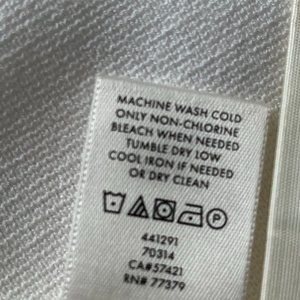 MACHINE WASH COLD
ONLY NON-CHLORINE
BLEACH WHEN NEEDED
TUMBLE DRY LOW
COOL IRON IF NEEDED
OR DRY CLEAN
441291
70314
CA#57421
RN# 77379